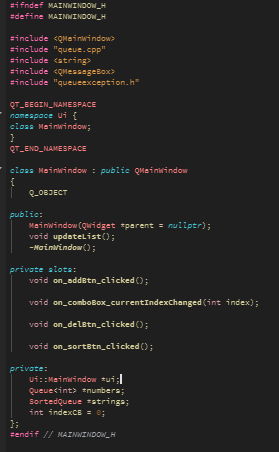 #ifndef MAINWINDOW_H
#define MAINWINDOW_H
#include <QMainWindow>
#include "queue.cpp"
#include <string>
#include <QMessageBox>
#include "queueexception.h"
QT_BEGIN_NAMESPACE
namespace Ui {
class MainWindow;
}
QT_END_NAMESPACE
class MainWindow : public QMainWindow
{
Q_OBJECT
public:
MainWindow(QWidget *parent = nullptr);
void updateList();
~MainWindow();
private slots:
void on_addBtn_clicked();
void on_comboBox_currentIndexChanged(int index);
void on_delBtn_clicked();
void on_sortBtn_clicked();
private:
Ui::MainWindow *ui;
Queue<int> *numbers;
SortedQueue *strings;
int indexCB = 0;
};
#endif // MAINWINDOW_H